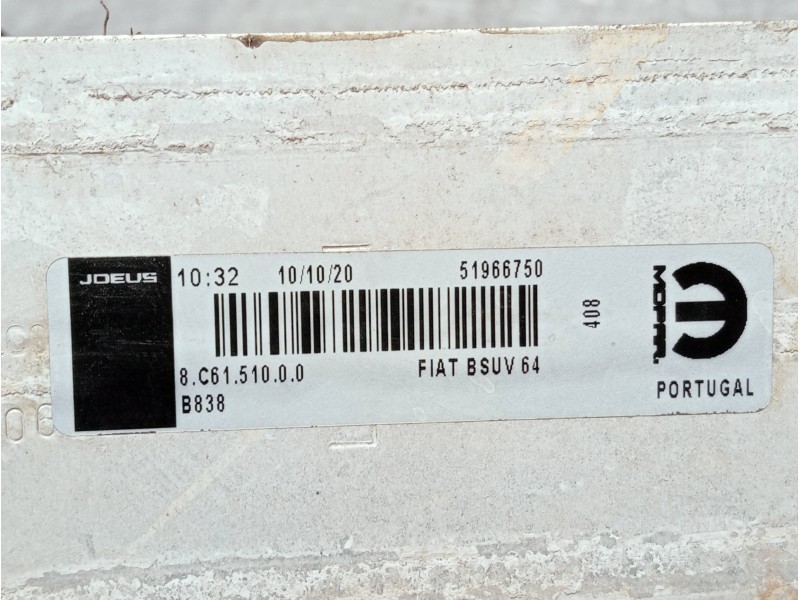 JDEUS
10:32 10/10/20 51966750
8.C61.510.0.0 FIAT BSUV 64
B838
408
MOPAR
PORTUGAL